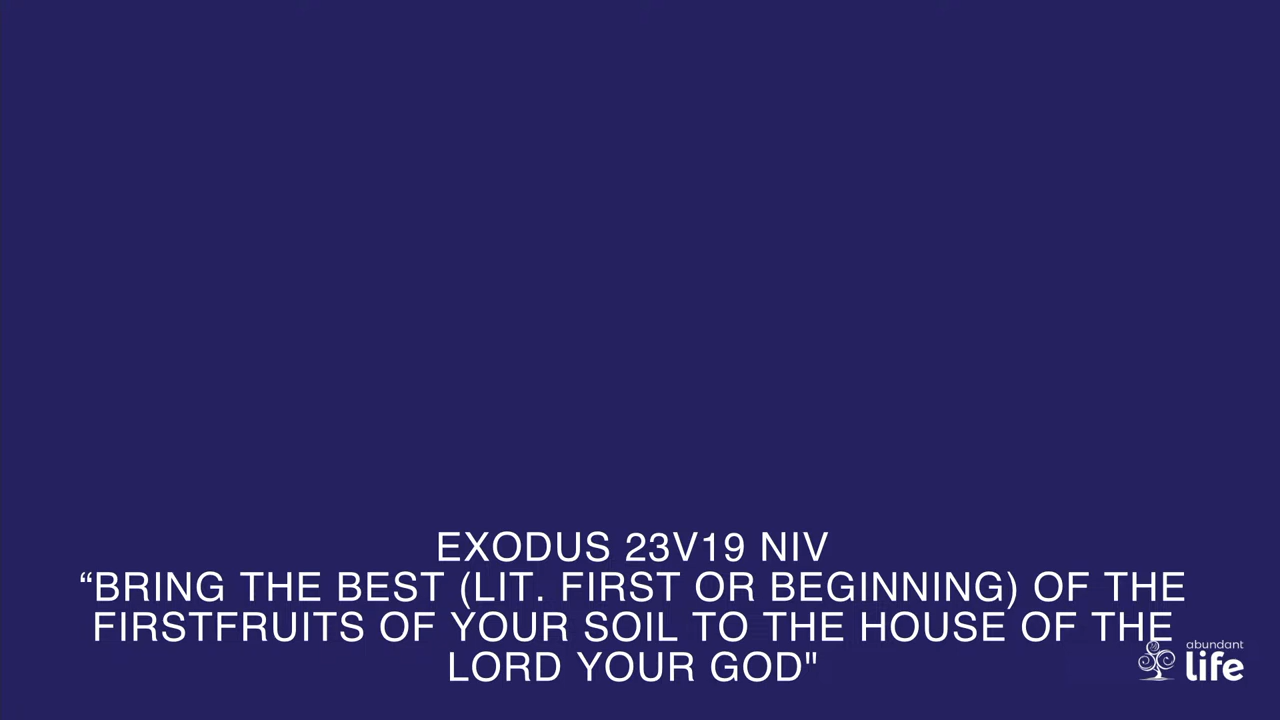 EXODUS 23V19 NIV
“BRING THE BEST (LIT. FIRST OR BEGINNING) OF THE
FIRSTFRUITS OF YOUR SOIL TO THE HOUSE OF THE
LORD YOUR GOD"
abundant
life